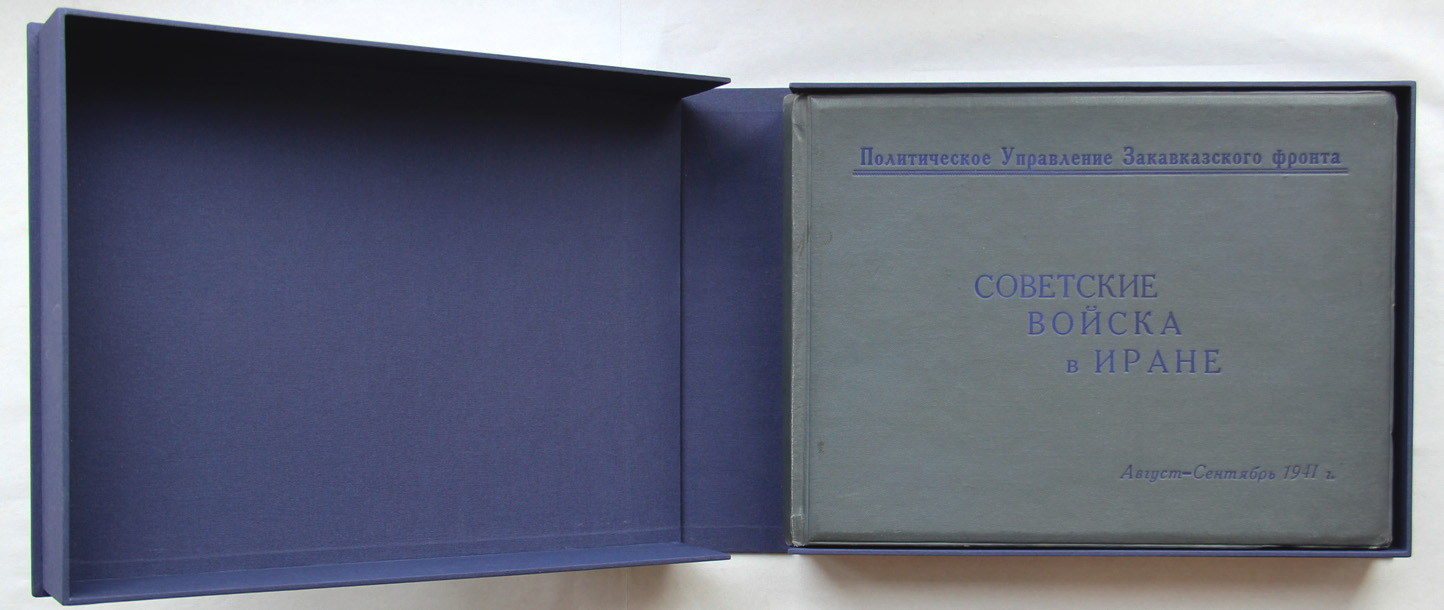 Политическое Управление Закавказского фронта
СОВЕТСКИЕ
ВОЙСКА
в ИРАНЕ
Август-Сентябрь 1941 г.